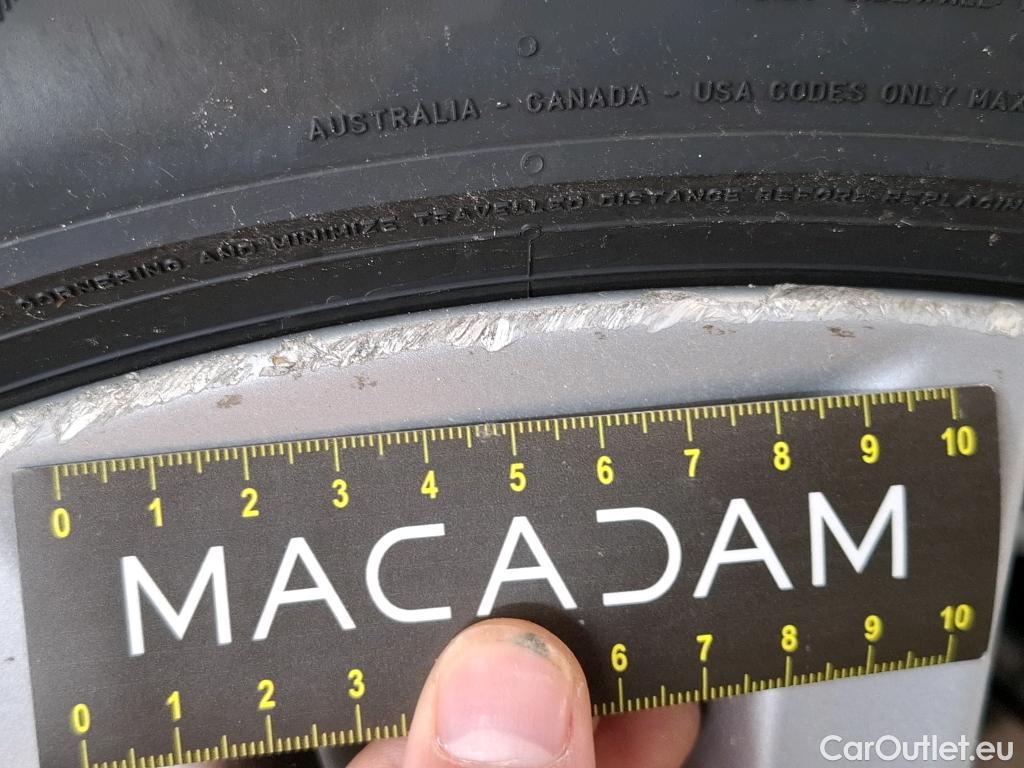 SIDEWALL
AUSTRALIA - CANADA - USA CODES ONLY MAX
CORNERING AND MINIMIZE TRAVELLED DISTANCE BEFORE REPLACIN
0 1 2 3 4 5 6 7 8 9 10
MACADAM
0 1 2 3 6 7 8 9 10
CarOutlet.eu